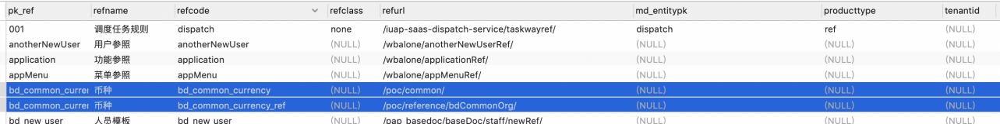 pk_ref refname refcode refclass refurl md_entitypk producttype tenantid
001 调度任务规则 dispatch none /iuap-saas-dispatch-service/taskwayref/ dispatch ref (NULL)
anotherNewUser 用户参照 anotherNewUser (NULL) /wbalone/anotherNewUserRef/ (NULL) (NULL) (NULL)
application 功能参照 application (NULL) /wbalone/applicationRef/ (NULL) (NULL) (NULL)
appMenu 菜单参照 appMenu (NULL) /wbalone/appMenuRef/ (NULL) (NULL) (NULL)
bd_common_currer 币种 bd_common_currency (NULL) /poc/common/ (NULL) (NULL) (NULL)
bd_common_currer 币种 bd_common_currency_ref (NULL) /poc/reference/bdCommonOrg/ (NULL) (NULL) (NULL)
bd_new_user 人员模板 bd_new_user (NULL) /pap_basedoc/baseDoc/staff/newRef/ (NULL) (NULL) (NULL)